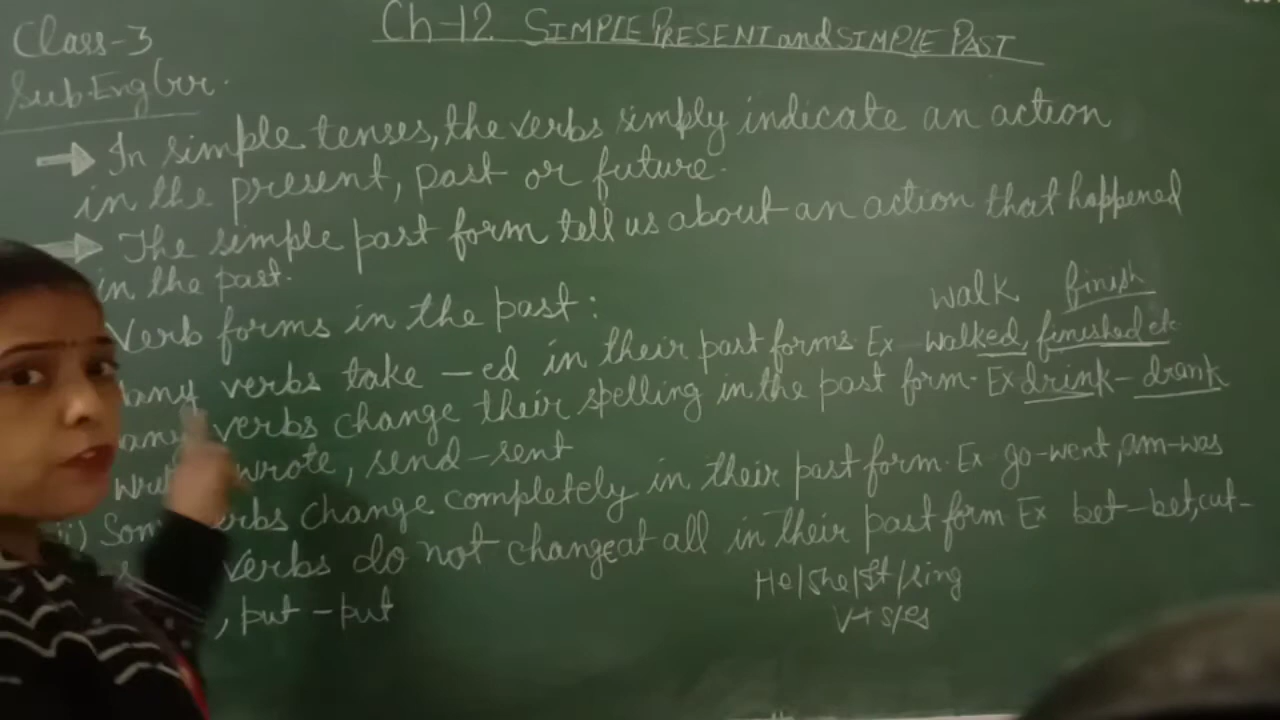 Class-3
Ch-12 SIMPLE PRESENT and SIMPLE PAST
Sub-Eng
→ In simple tenses, the verbs simply indicate an action
in the present, past or future.
→ The simple past form tell us about an action that happened
in the past.
walk finish
Verb forms in the past:
verbs take -ed in their past forms Ex walked, finished etc
verbs change their spelling in the past form. Ex drink - drank
wrote, send-sent
verbs change completely in their past form. Ex go-went, am-was
verbs do not change at all in their past form Ex bet-bet, cut-
, put - put
He/She/It/sing
V+s/es